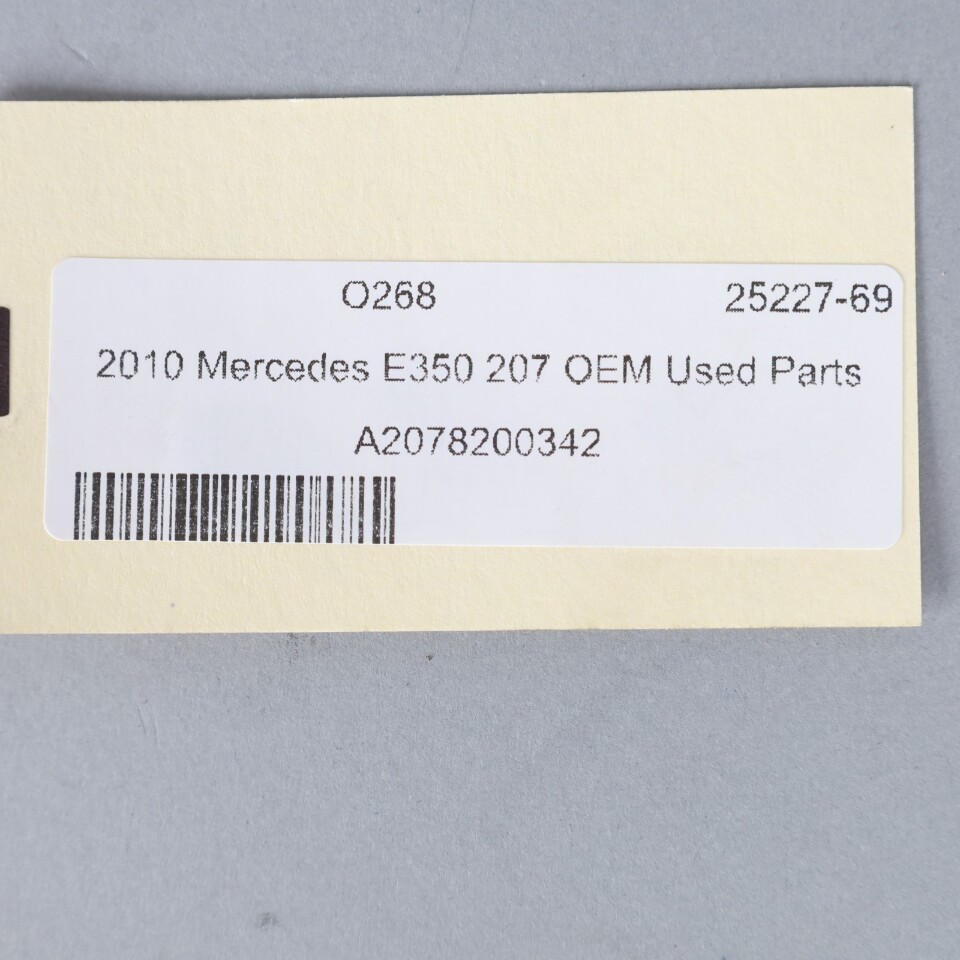 O268 25227-69
2010 Mercedes E350 207 OEM Used Parts
A2078200342